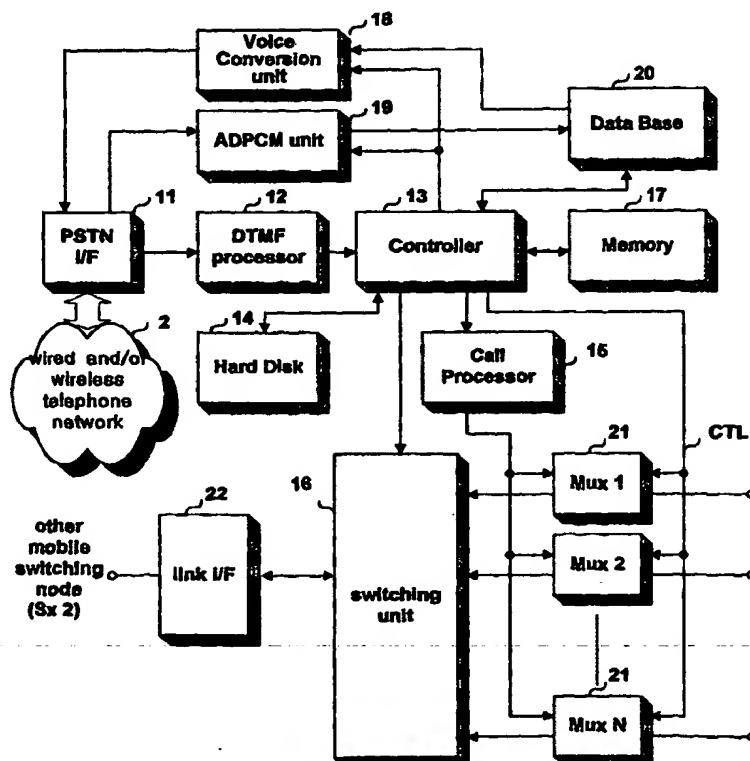 18
Voice
Conversion
unit
19
ADPCM unit
20
Data Base
11
PSTN
I/F
12
DTMF
processor
13
Controller
17
Memory
2
wired and/or
wireless
telephone
network
14
Hard Disk
15
Call
Processor
21
CTL
Mux 1
22
16
other
mobile
switching
node
(Sx 2)
link I/F
switching
unit
Mux 2
21
Mux N